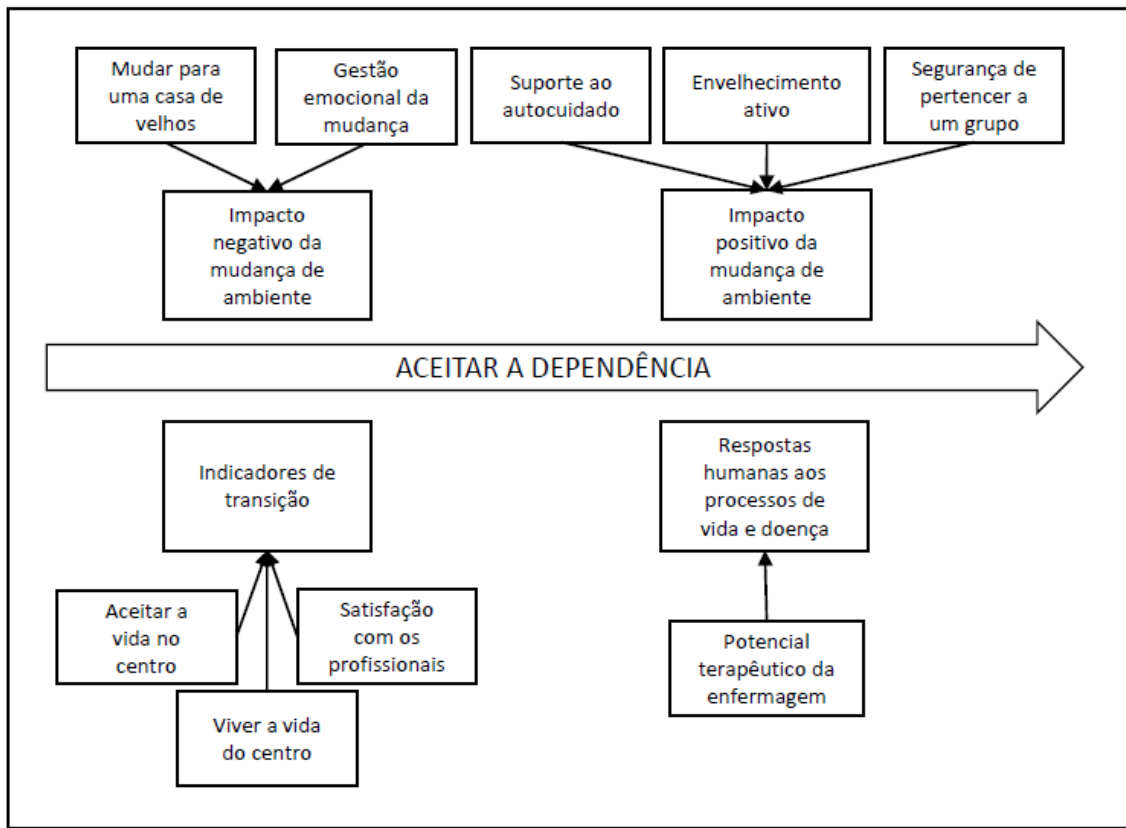 Mudar para
uma casa de
velhos
Gestão
emocional da
mudança
Suporte ao
autocuidado
Envelhecimento
ativo
Segurança de
pertencer a
um grupo
Impacto
negativo da
mudança de
ambiente
Impacto
positivo da
mudança de
ambiente
ACEITAR A DEPENDÊNCIA
Indicadores de
transição
Respostas
humanas aos
processos de
vida e doença
Aceitar a
vida no
centro
Satisfação
com os
profissionais
Viver a vida
do centro
Potencial
terapêutico da
enfermagem